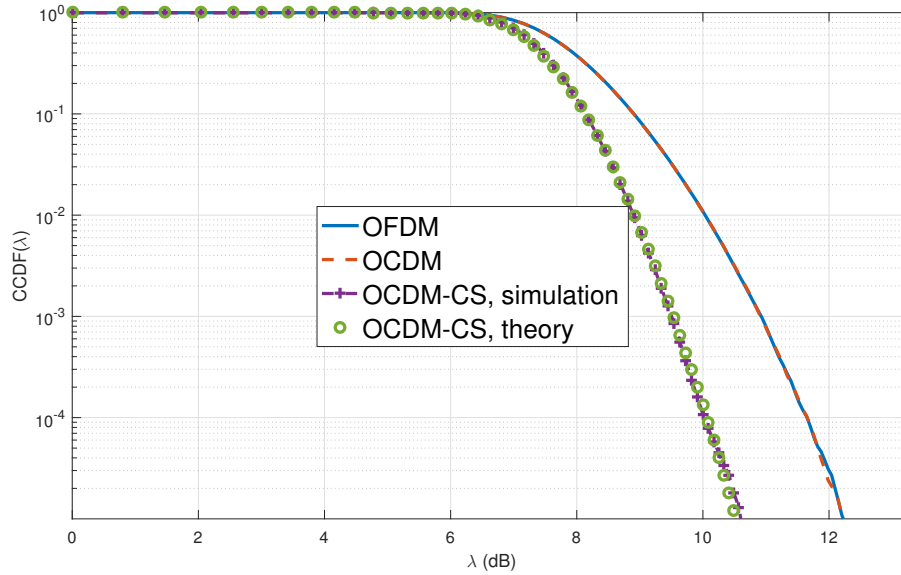 10^0
10^-1
10^-2
10^-3
10^-4
CCDF(λ)
OFDM
OCDM
OCDM-CS, simulation
OCDM-CS, theory
0 2 4 6 8 10 12
λ (dB)